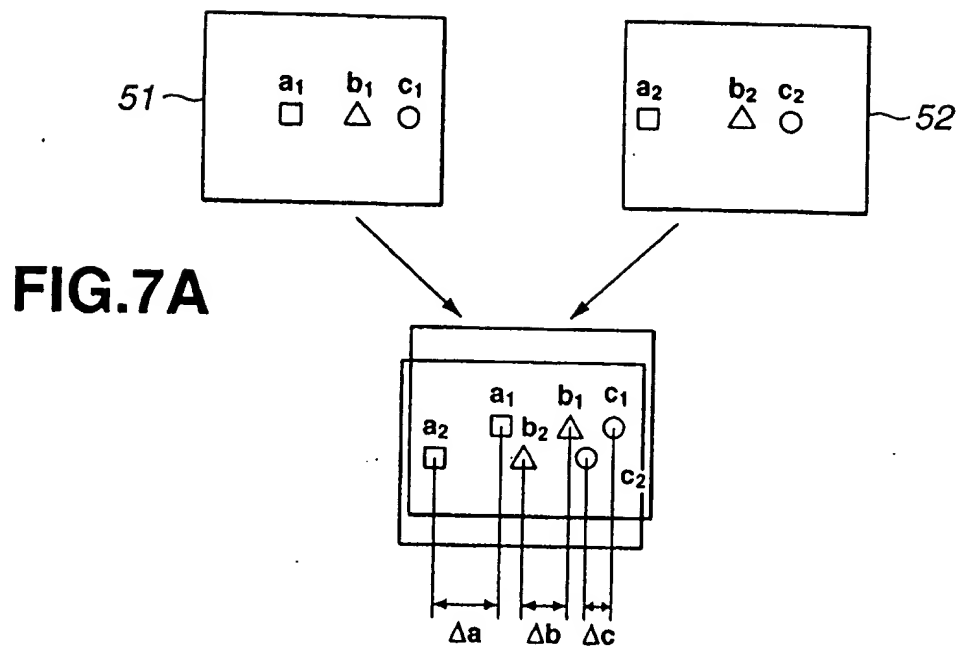 51
a₁ b₁ c₁
a₂ b₂ c₂
52
FIG.7A
a₁ b₁ c₁
a₂ b₂
c₂
Δa Δb Δc